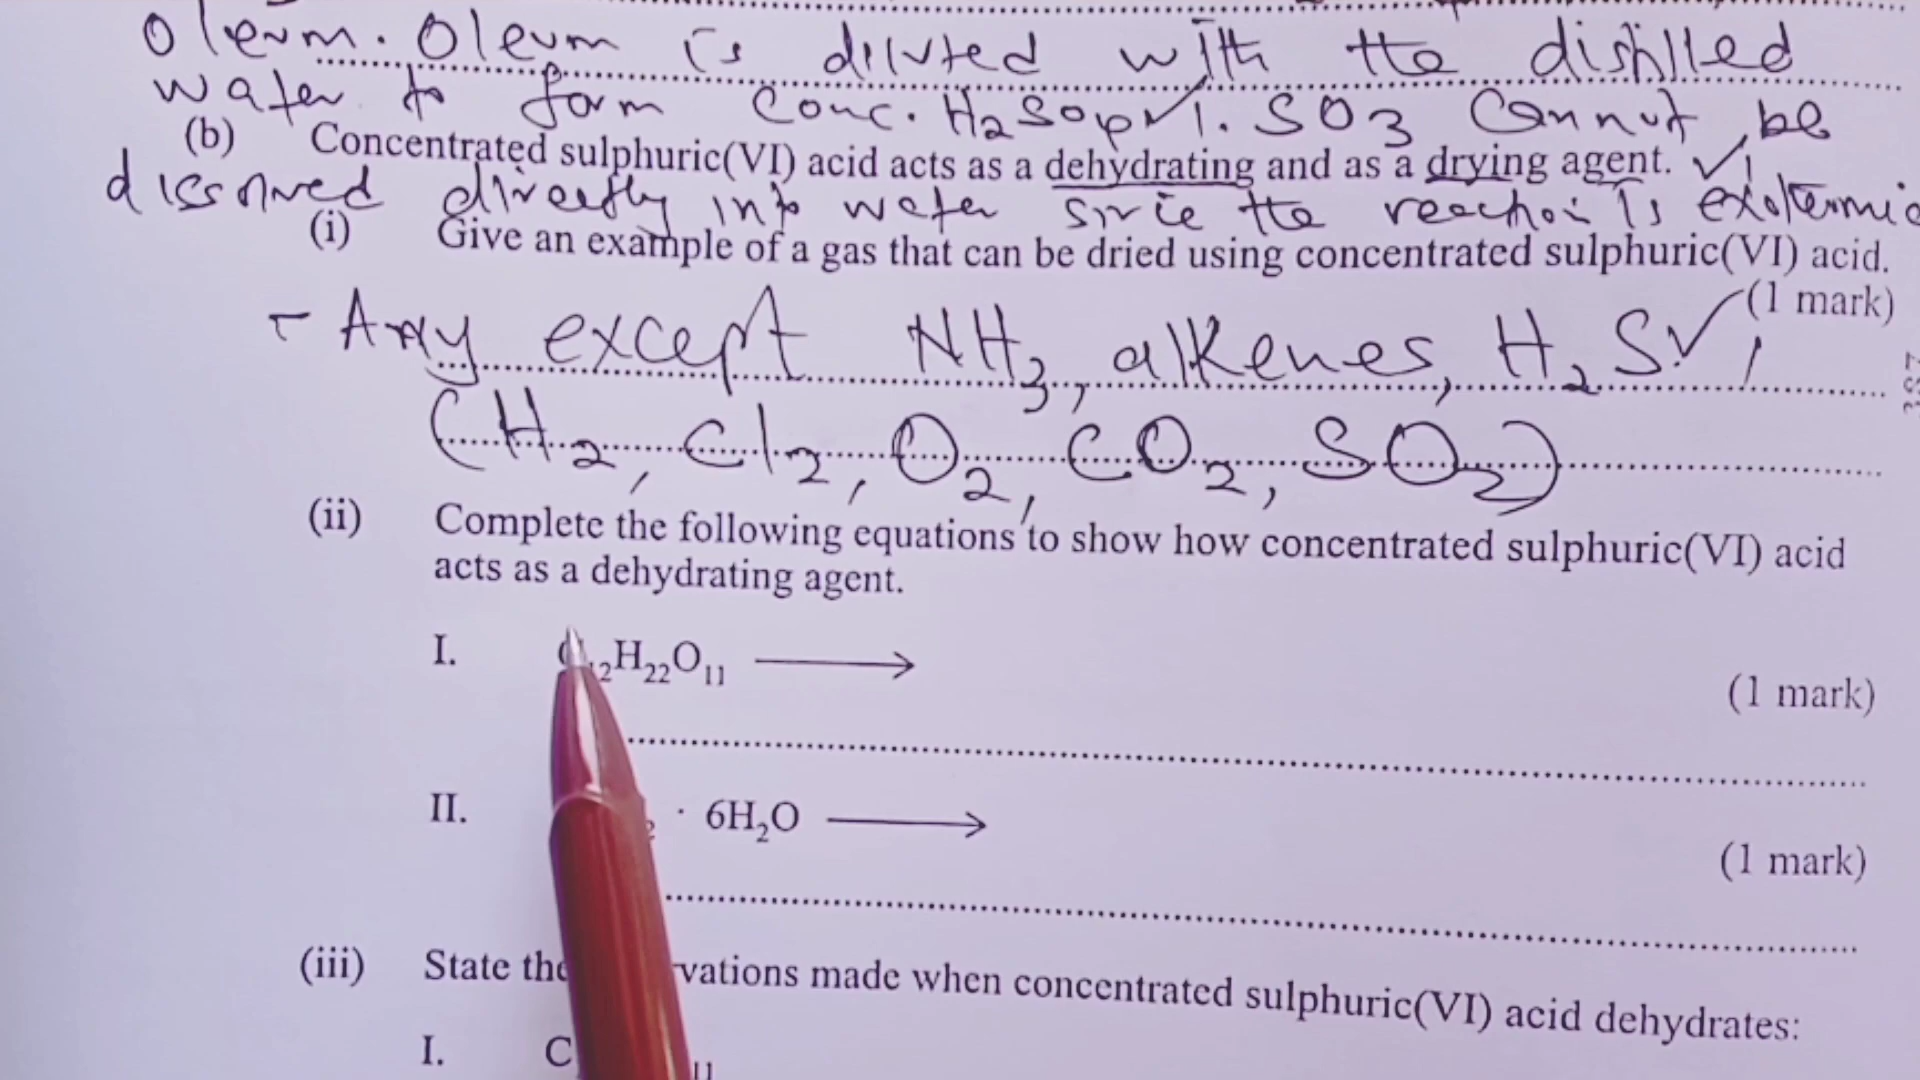 Oleum. Oleum is diluted with the distilled
water to form conc. H₂SO₄ ✓1. SO3 cannot be
(b) Concentrated sulphuric(VI) acid acts as a dehydrating and as a drying agent. ✓1
dissolved directly into water since the reaction is exotermic
(i) Give an example of a gas that can be dried using concentrated sulphuric(VI) acid.
(1 mark)
- Any except NH₃, alkenes, H₂S ✓1
(H₂, Cl₂, O₂, CO₂, SO₂)
(ii) Complete the following equations to show how concentrated sulphuric(VI) acid
acts as a dehydrating agent.
I. C₁₂H₂₂O₁₁ ⟶
(1 mark)
II. ₂ · 6H₂O ⟶
(1 mark)
(iii) State the vations made when concentrated sulphuric(VI) acid dehydrates:
I. C ₁₁